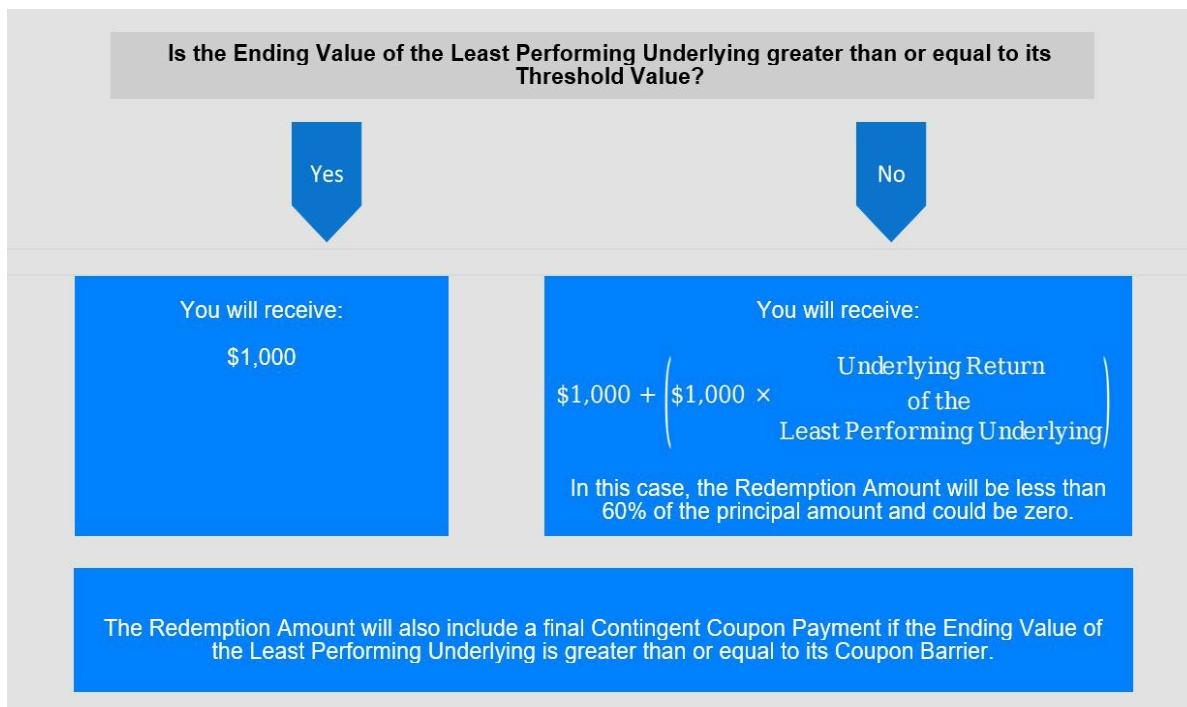 Is the Ending Value of the Least Performing Underlying greater than or equal to its
Threshold Value?
Yes
No
You will receive:
$1,000
You will receive:
$1,000 + ($1,000 × Underlying Return
of the
Least Performing Underlying)
In this case, the Redemption Amount will be less than
60% of the principal amount and could be zero.
The Redemption Amount will also include a final Contingent Coupon Payment if the Ending Value of
the Least Performing Underlying is greater than or equal to its Coupon Barrier.